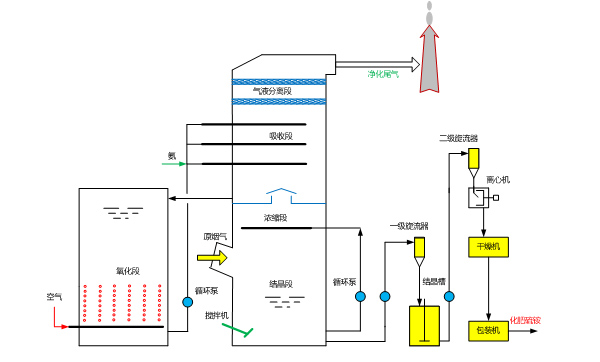 净化尾气
气液分离段
吸收段
二级旋流器
氨
离心机
浓缩段
一级旋流器
原烟气
干燥机
氧化段
结晶段
循环泵
结晶槽
循环泵
空气
搅拌机
化肥硫铵
包装机